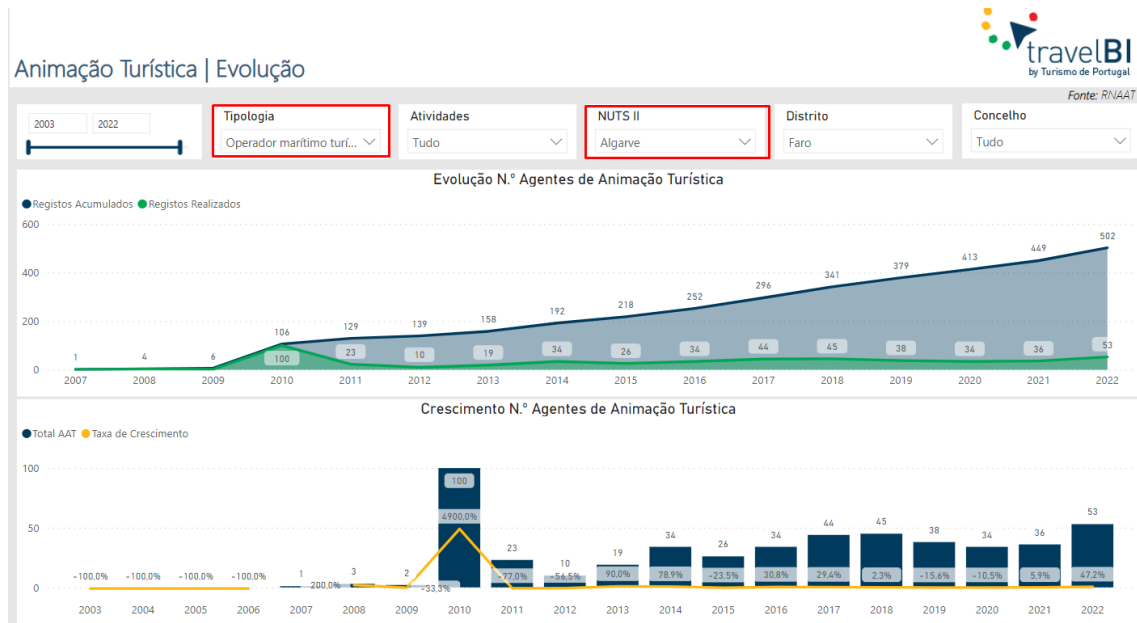 travelBI
by Turismo de Portugal
Animação Turística | Evolução
Fonte: RNAAT
2003 2022
Tipologia
Operador marítimo turí...
Atividades
Tudo
NUTS II
Algarve
Distrito
Faro
Concelho
Tudo
Evolução N.º Agentes de Animação Turística
Registos Acumulados Registos Realizados
600
400
200
0
1 4 6 106 129 139 158 192 218 252 296 341 379 413 449 502
100 23 10 19 34 26 34 44 45 38 34 36 53
2007 2008 2009 2010 2011 2012 2013 2014 2015 2016 2017 2018 2019 2020 2021 2022
Crescimento N.º Agentes de Animação Turística
Total AAT Taxa de Crescimento
100
50
0
1 3 2 100 23 10 19 34 26 34 44 45 38 34 36 53
-100,0% -100,0% -100,0% -100,0% 200,0% -33,3% 4900,0% -77,0% -56,5% 90,0% 78,9% -23,5% 30,8% 29,4% 2,3% -15,6% -10,5% 5,9% 47,2%
2003 2004 2005 2006 2007 2008 2009 2010 2011 2012 2013 2014 2015 2016 2017 2018 2019 2020 2021 2022